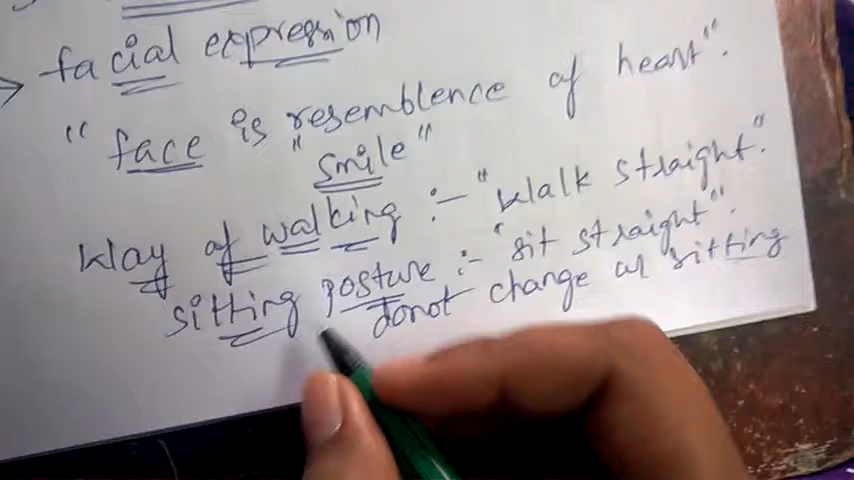 facial expression
"face is resemblence of heart".
"smile"
Way of walking :- "Walk straight."
sitting posture :- "sit straight".
donot change ur sitting